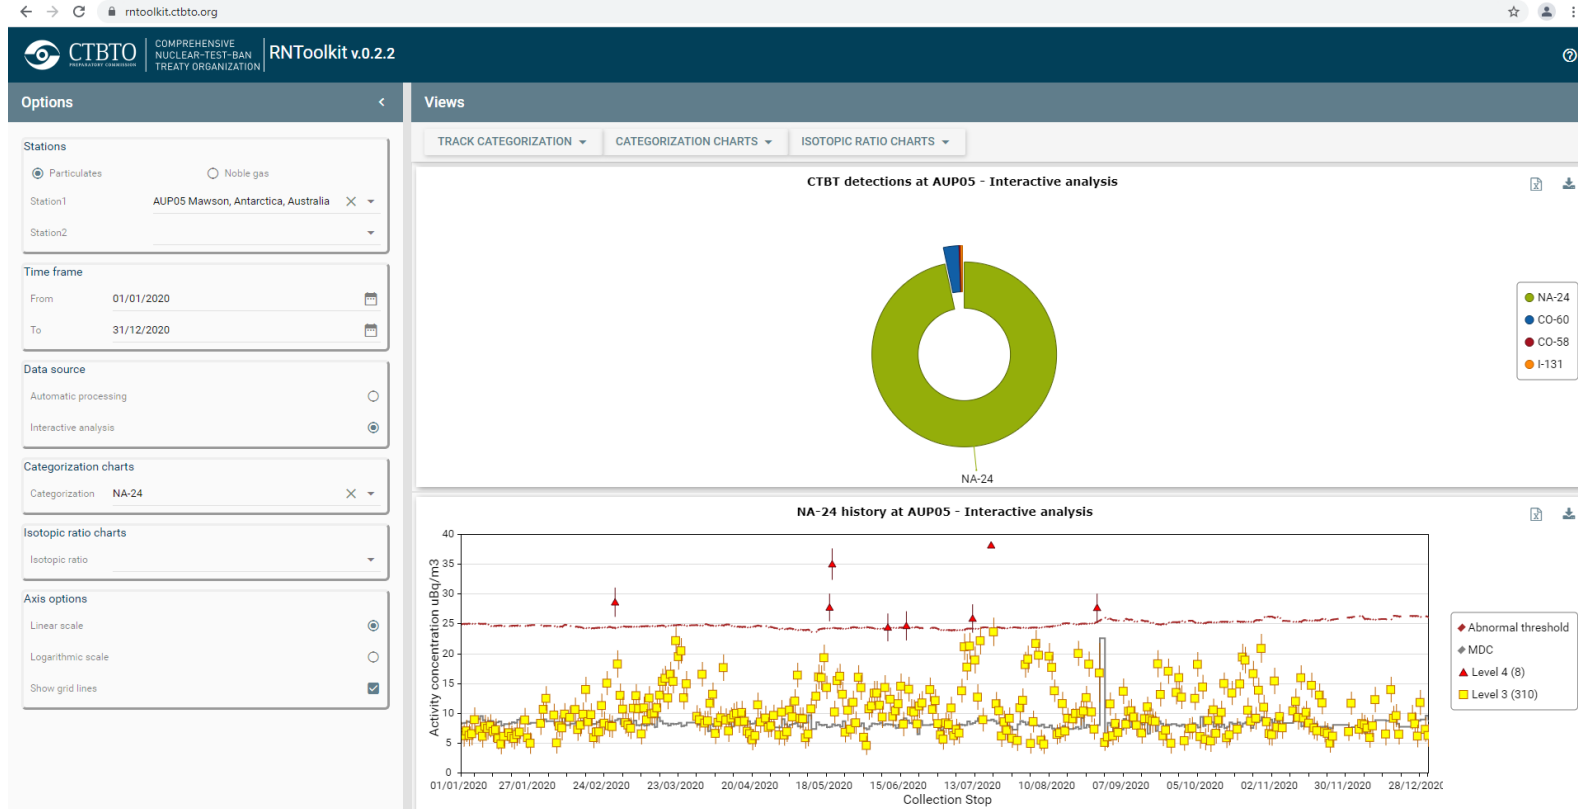 rntoolkit.ctbto.org
CTBTO
PREPARATORY COMMISSION
COMPREHENSIVE
NUCLEAR-TEST-BAN
TREATY ORGANIZATION
RNToolkit v.0.2.2
Options
Views
Stations
Particulates
Noble gas
Station1
AUP05 Mawson, Antarctica, Australia
Station2
Time frame
From
01/01/2020
To
31/12/2020
Data source
Automatic processing
Interactive analysis
Categorization charts
Categorization
NA-24
Isotopic ratio charts
Isotopic ratio
Axis options
Linear scale
Logarithmic scale
Show grid lines
TRACK CATEGORIZATION
CATEGORIZATION CHARTS
ISOTOPIC RATIO CHARTS
CTBT detections at AUP05 - Interactive analysis
NA-24
NA-24
CO-60
CO-58
I-131
NA-24 history at AUP05 - Interactive analysis
Activity concentration uBq/m3
40
35
30
25
20
15
10
5
0
01/01/2020 27/01/2020 24/02/2020 23/03/2020 20/04/2020 18/05/2020 15/06/2020 13/07/2020 10/08/2020 07/09/2020 05/10/2020 02/11/2020 30/11/2020 28/12/2020
Collection Stop
Abnormal threshold
MDC
Level 4 (8)
Level 3 (310)